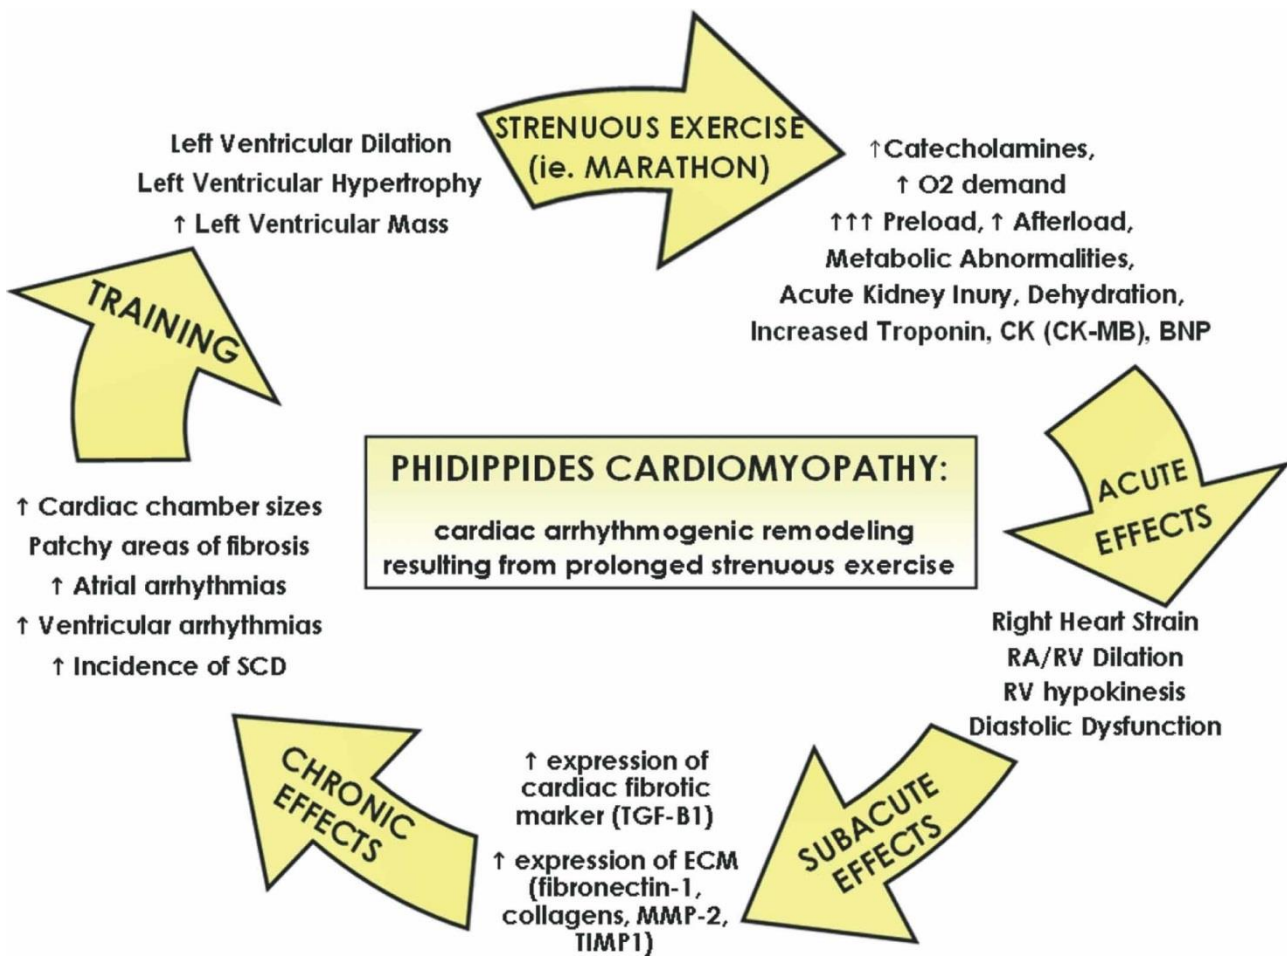 STRENUOUS EXERCISE
(ie. MARATHON)
↑Catecholamines,
↑ O2 demand
↑↑↑ Preload, ↑ Afterload,
Metabolic Abnormalities,
Acute Kidney Inury, Dehydration,
Increased Troponin, CK (CK-MB), BNP
ACUTE
EFFECTS
Right Heart Strain
RA/RV Dilation
RV hypokinesis
Diastolic Dysfunction
SUBACUTE
EFFECTS
↑ expression of
cardiac fibrotic
marker (TGF-B1)
↑ expression of ECM
(fibronectin-1,
collagens, MMP-2,
TIMP1)
CHRONIC
EFFECTS
↑ Cardiac chamber sizes
Patchy areas of fibrosis
↑ Atrial arrhythmias
↑ Ventricular arrhythmias
↑ Incidence of SCD
TRAINING
Left Ventricular Dilation
Left Ventricular Hypertrophy
↑ Left Ventricular Mass
PHIDIPPIDES CARDIOMYOPATHY:
cardiac arrhythmogenic remodeling
resulting from prolonged strenuous exercise